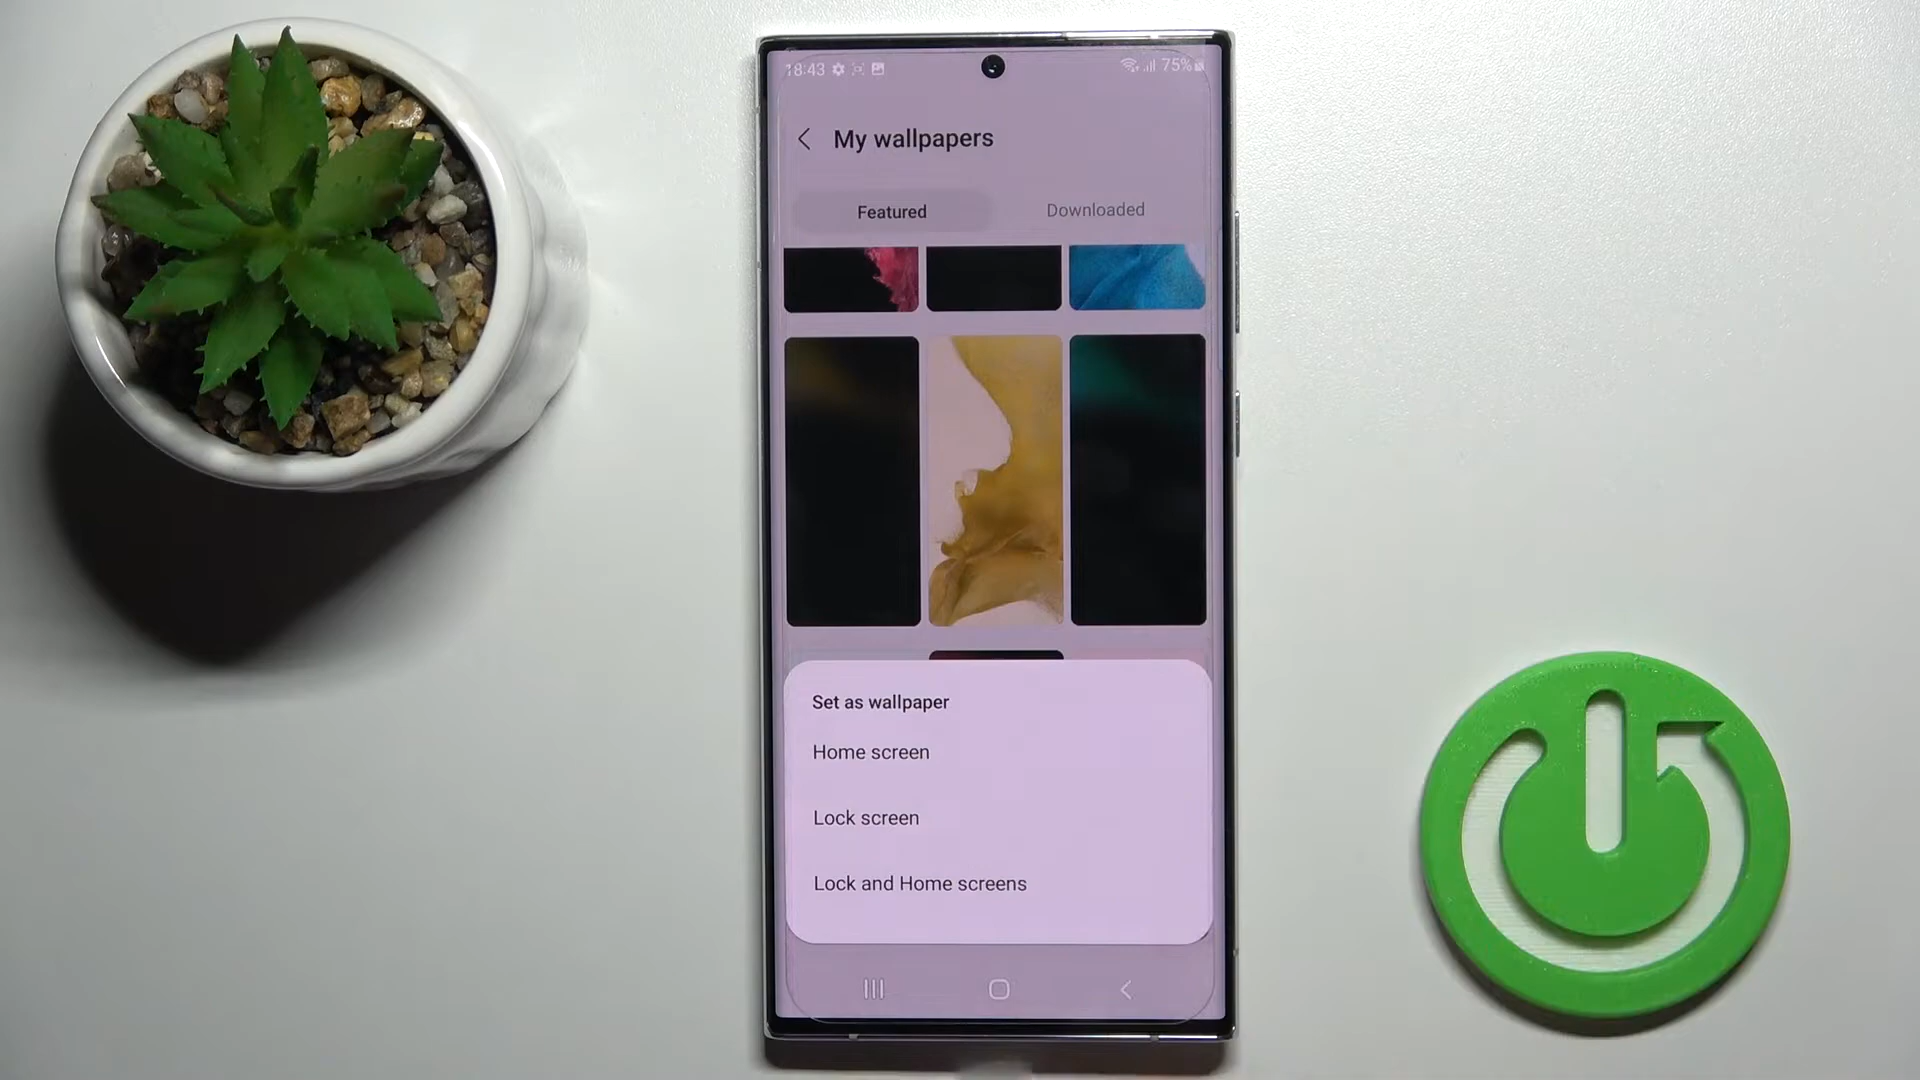 18:43 75%
My wallpapers
Featured Downloaded
Set as wallpaper
Home screen
Lock screen
Lock and Home screens